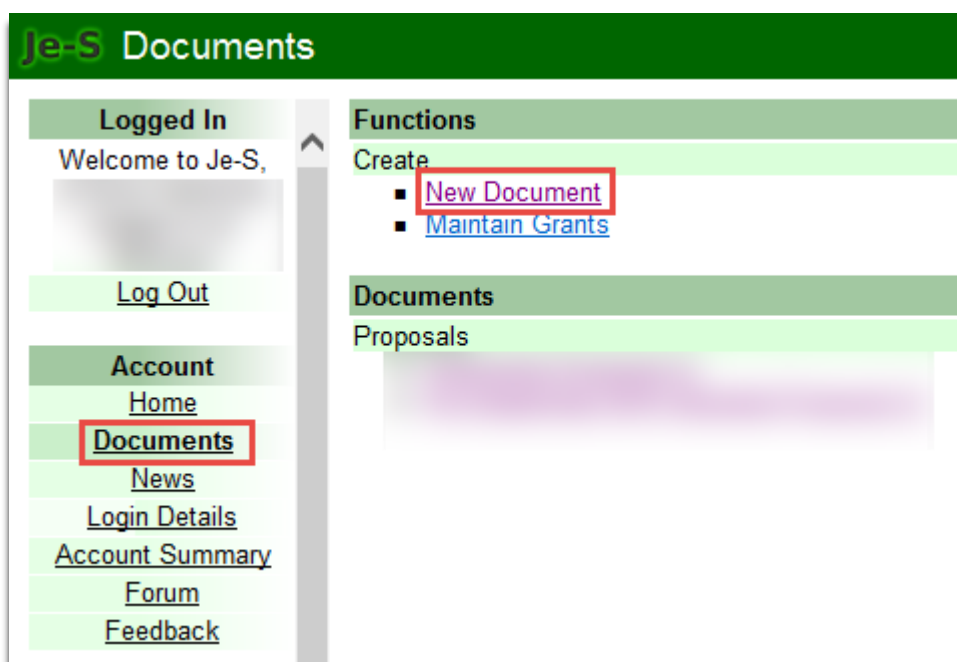 Je-S Documents
Logged In
Welcome to Je-S,
Log Out
Account
Home
Documents
News
Login Details
Account Summary
Forum
Feedback
Functions
Create
New Document
Maintain Grants
Documents
Proposals